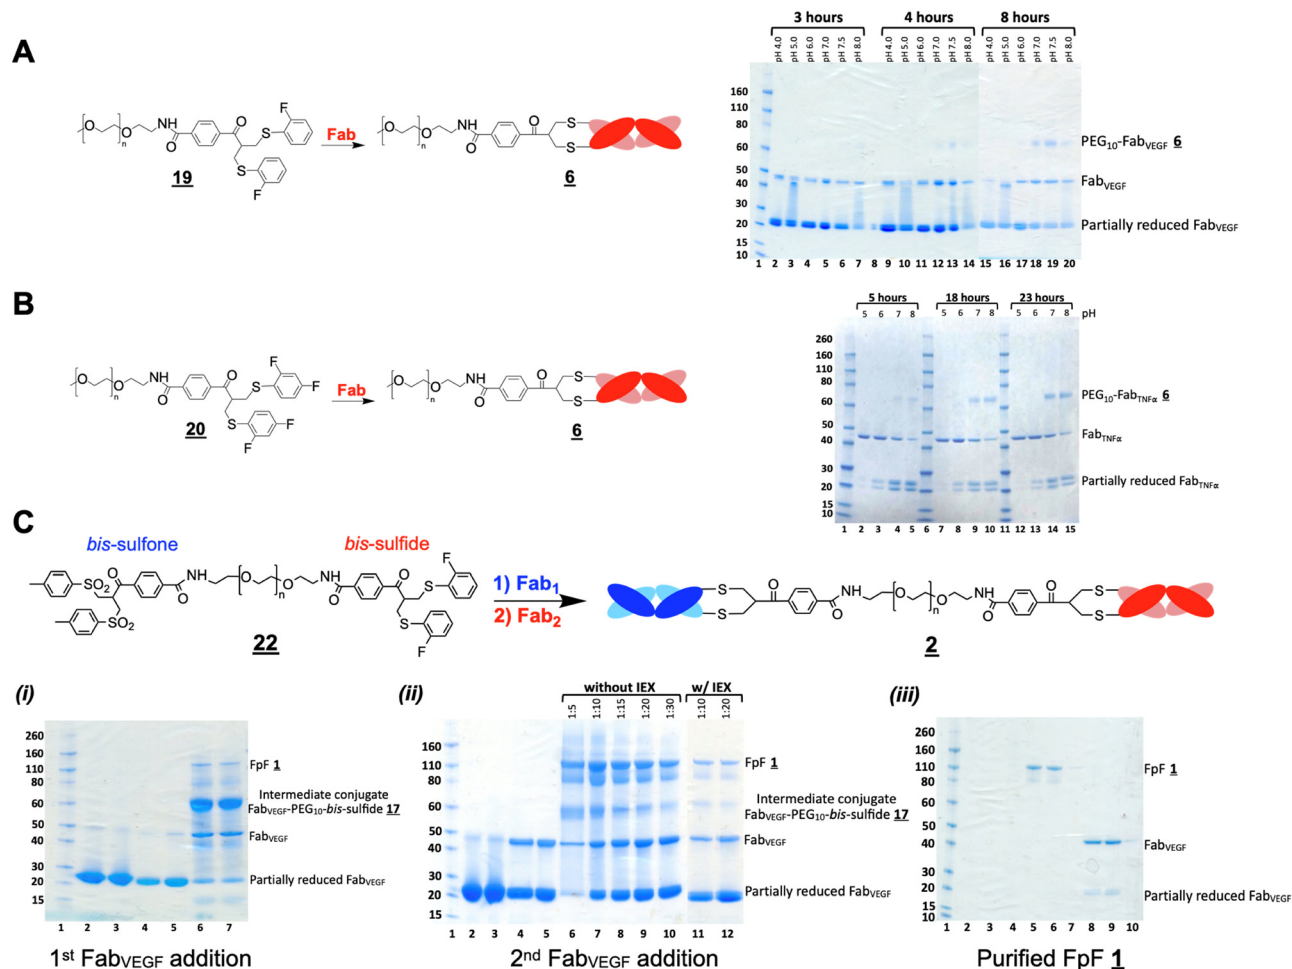 A
3 hours 4 hours 8 hours
pH 4.0 pH 5.0 pH 6.0 pH 7.0 pH 7.5 pH 8.0 pH 4.0 pH 5.0 pH 6.0 pH 7.0 pH 7.5 pH 8.0 pH 4.0 pH 5.0 pH 6.0 pH 7.0 pH 7.5 pH 8.0
O O n NH O O S S F F
19
Fab
O O n NH O O S S
6
160
110
80
60
50
40
30
20
15
10
PEG10-FabVEGF 6
FabVEGF
Partially reduced FabVEGF
1 2 3 4 5 6 7 8 9 10 11 12 13 14 15 16 17 18 19 20
B
5 hours 18 hours 23 hours
5 6 7 8 5 6 7 8 5 6 7 8 pH
O O n NH O O S S F F F F
20
Fab
O O n NH O O S S
6
260
160
110
80
60
50
40
30
20
15
10
PEG10-FabTNFα 6
FabTNFα
Partially reduced FabTNFα
1 2 3 4 5 6 7 8 9 10 11 12 13 14 15
C
bis-sulfone bis-sulfide
SO2 SO2 O O NH O O n NH O O S S F F
22
1) Fab1
2) Fab2
S S O O NH O O n NH O O S S
2
(i)
260
160
110
80
60
50
40
30
20
15
FpF 1
Intermediate conjugate
FabVEGF-PEG10-bis-sulfide 17
FabVEGF
Partially reduced FabVEGF
1 2 3 4 5 6 7
1st FabVEGF addition
(ii)
without IEX w/ IEX
1:5 1:10 1:15 1:20 1:30 1:10 1:20
160
110
80
60
50
40
30
20
15
FpF 1
Intermediate conjugate
FabVEGF-PEG10-bis-sulfide 17
FabVEGF
Partially reduced FabVEGF
1 2 3 4 5 6 7 8 9 10 11 12
2nd FabVEGF addition
(iii)
260
160
110
80
60
50
40
30
20
15
10
FpF 1
FabVEGF
Partially reduced FabVEGF
1 2 3 4 5 6 7 8 9 10
Purified FpF 1